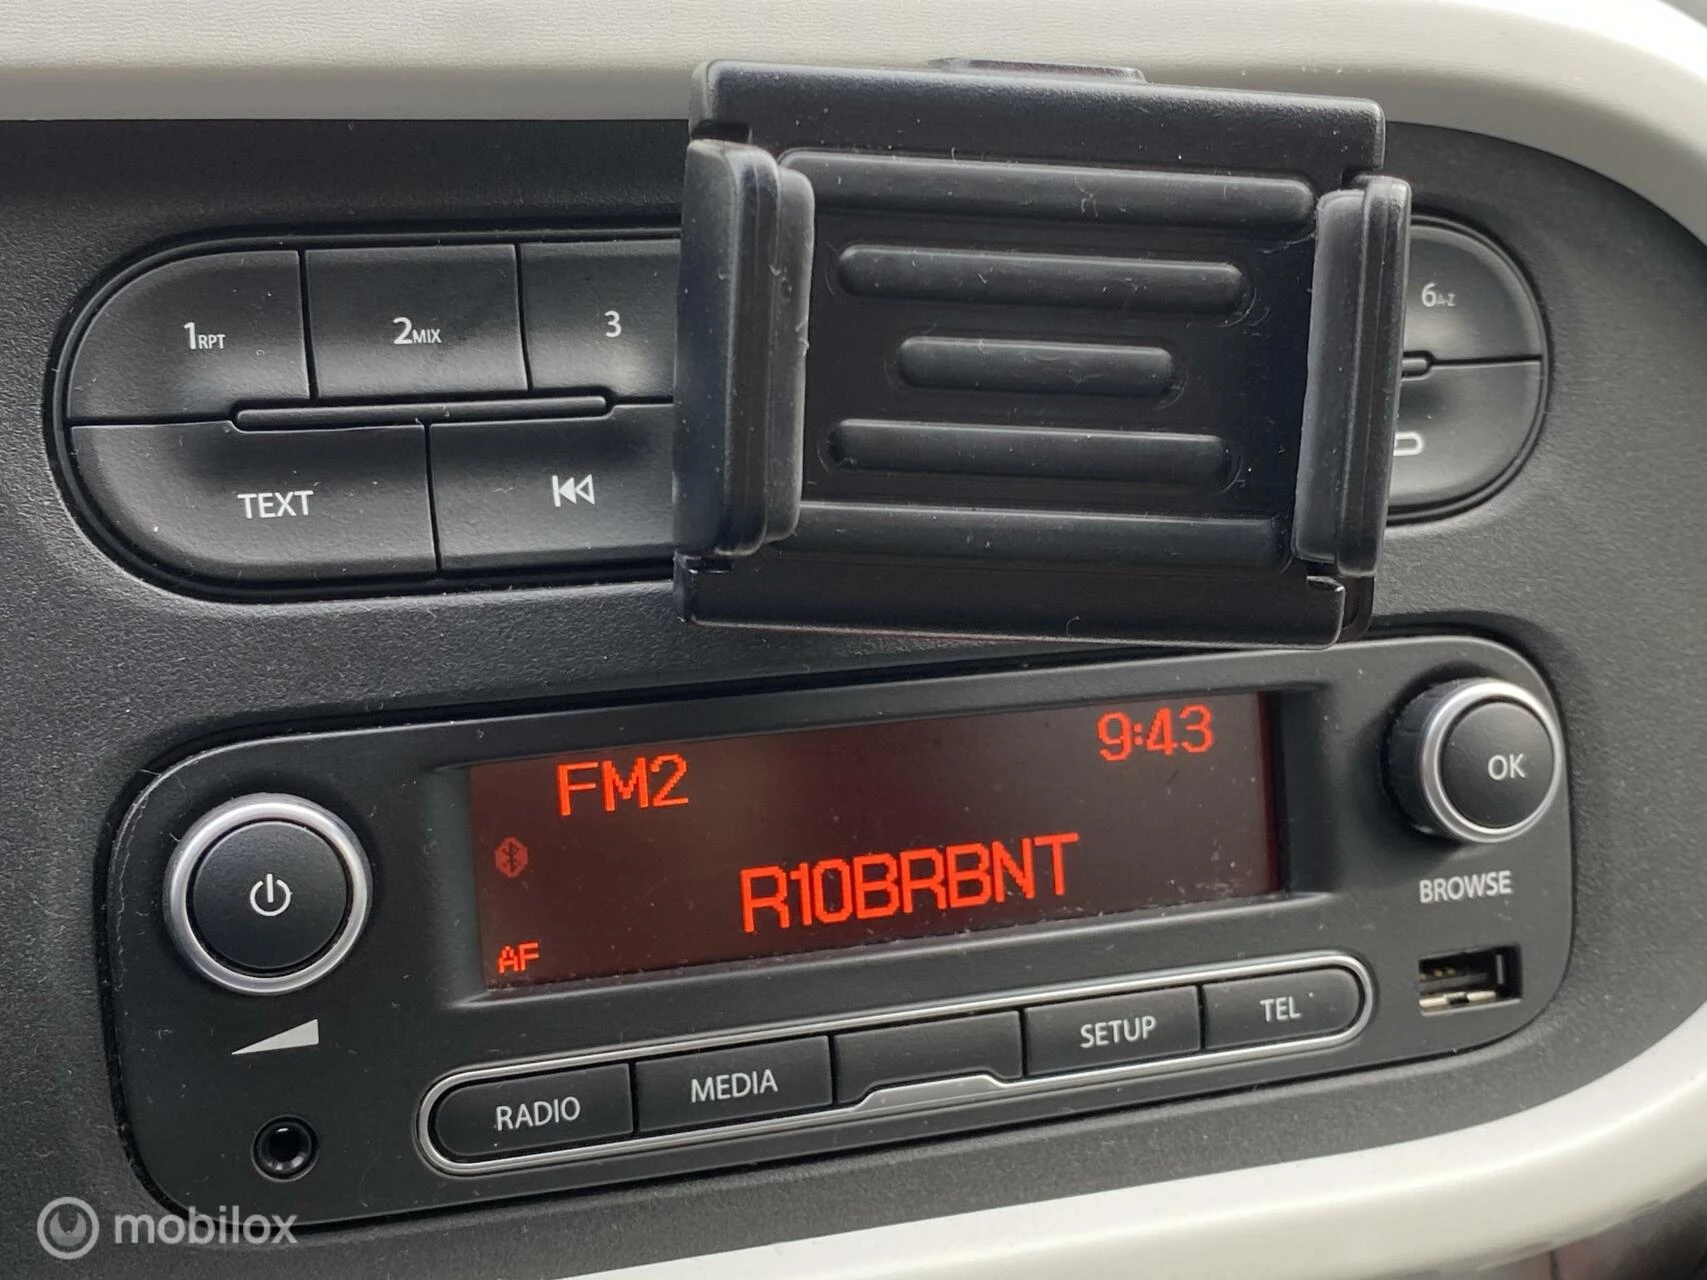 1RPT
2MIX
3
6A-Z
TEXT
FM2
9:43
R10BRBNT
AF
OK
BROWSE
RADIO
MEDIA
SETUP
TEL
mobilox